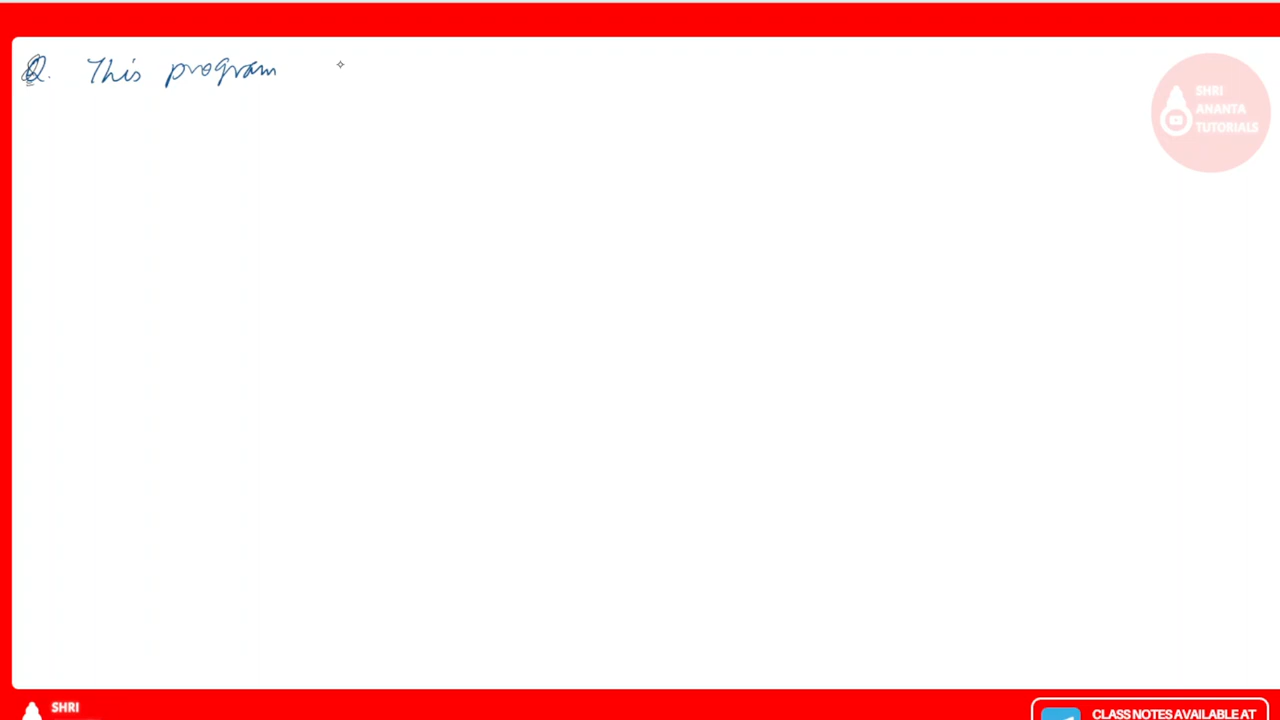 Q. This program
SHRI
ANANTA
TUTORIALS
SHRI
CLASS NOTES AVAILABLE AT